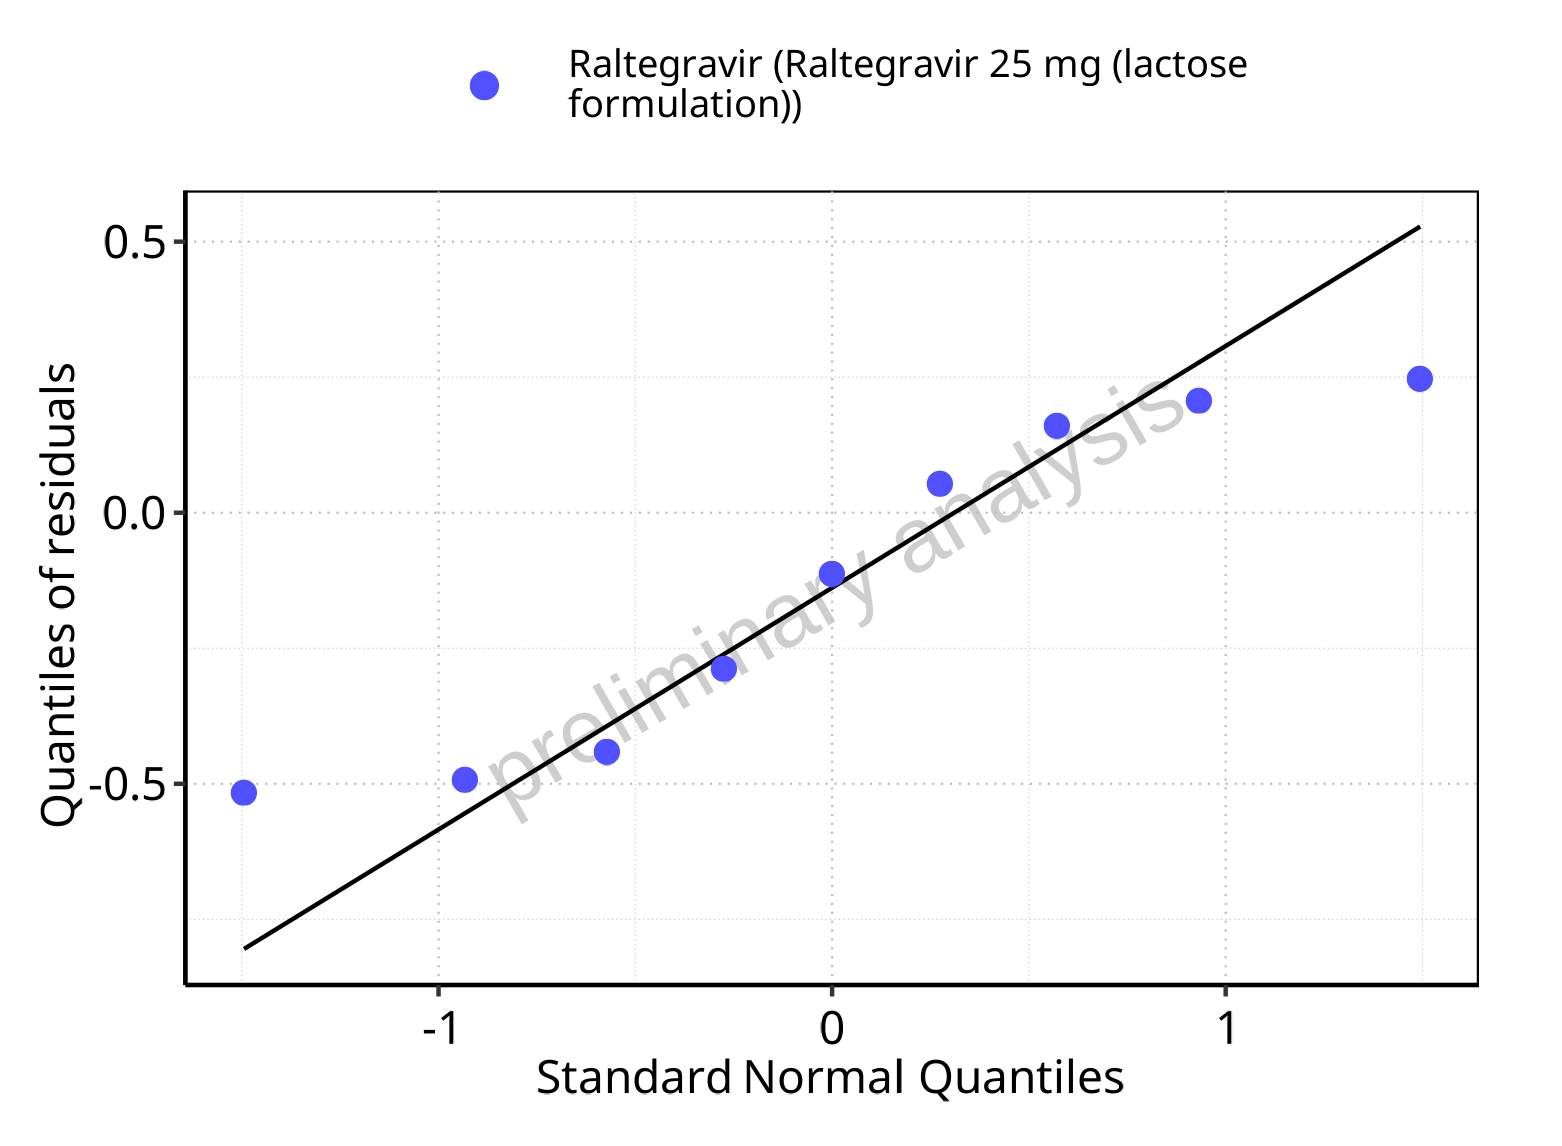 Raltegravir (Raltegravir 25 mg (lactose
formulation))
0.5
0.0
-0.5
Quantiles of residuals
preliminary analysis
-1 0 1
Standard Normal Quantiles